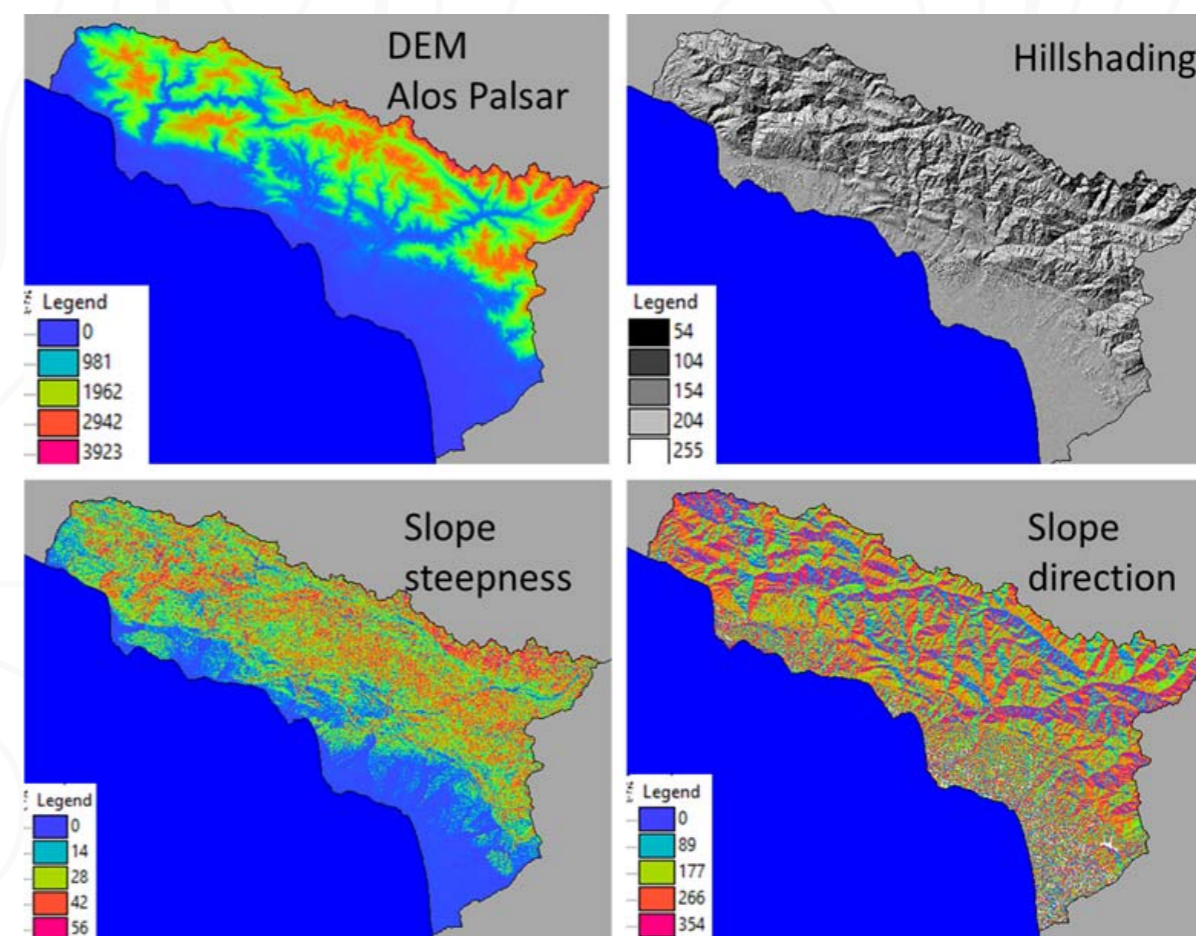 DEM
Alos Palsar
Legend
0
981
1962
2942
3923
Hillshading
Legend
54
104
154
204
255
Slope
steepness
Legend
0
14
28
42
56
Slope
direction
Legend
0
89
177
266
354